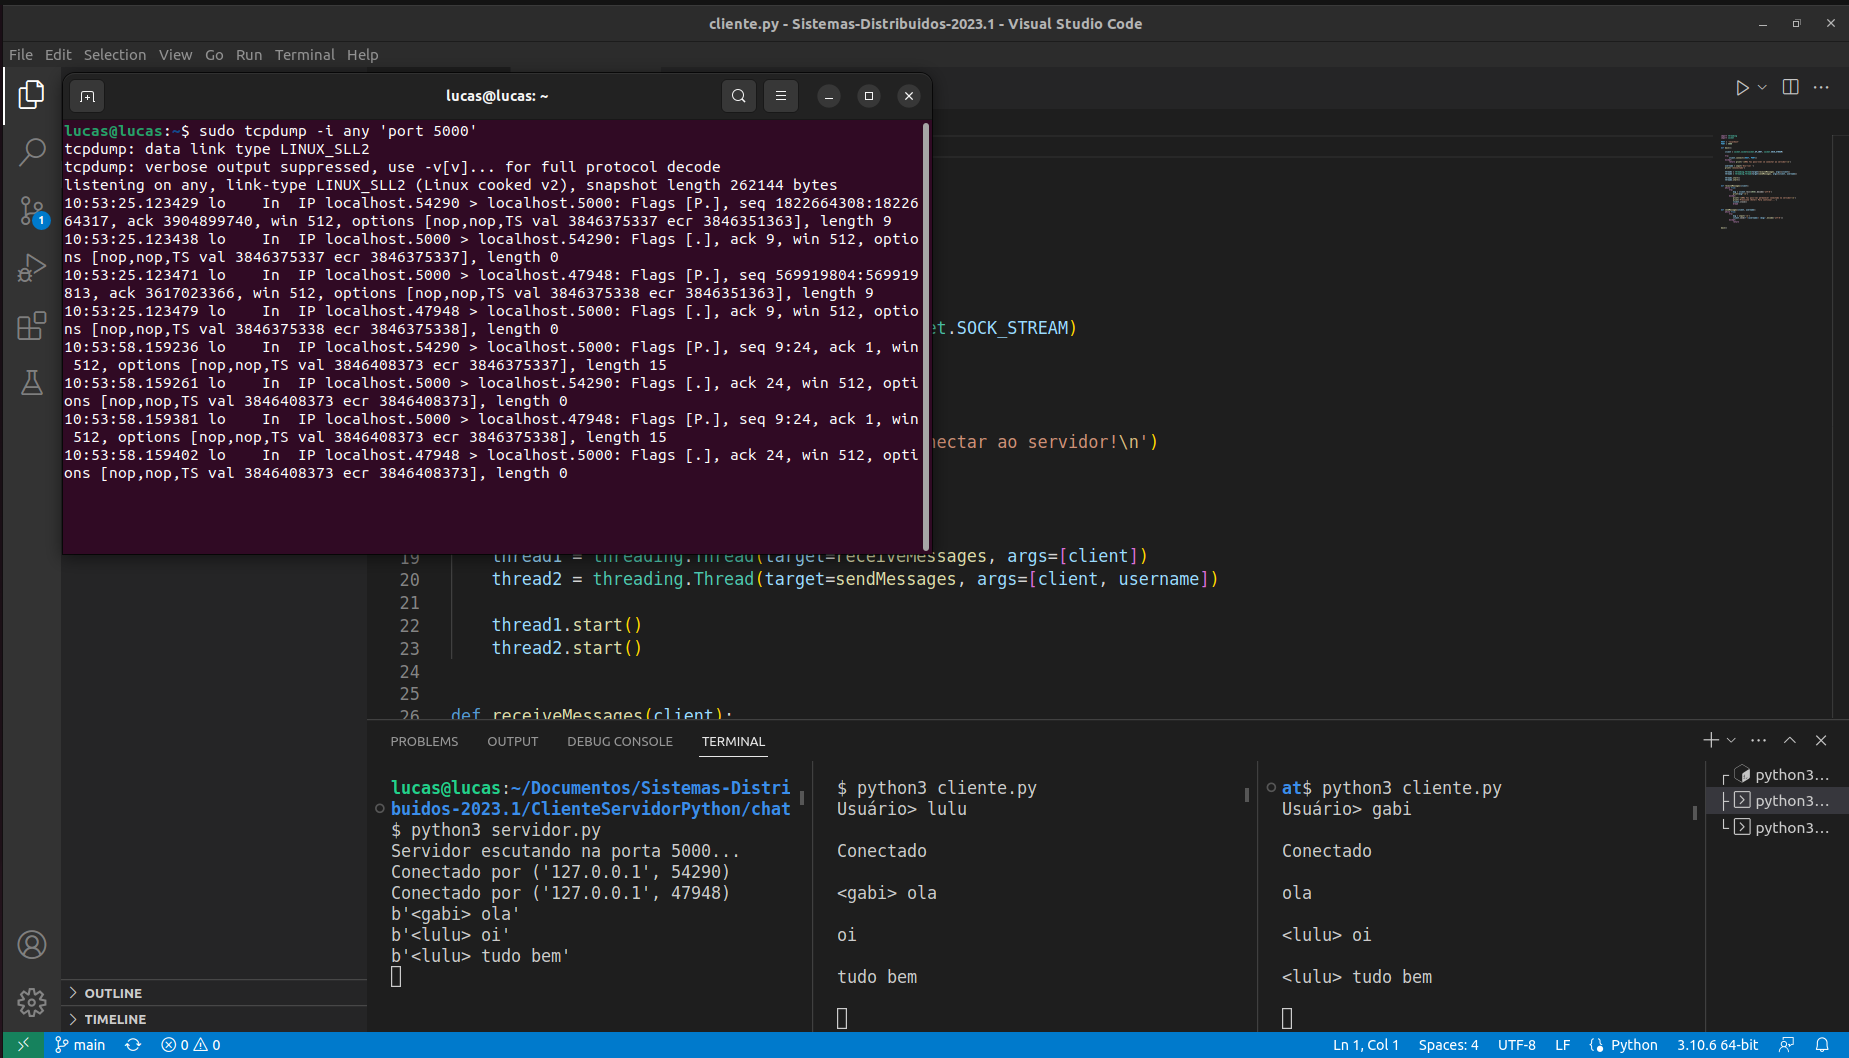 cliente.py - Sistemas-Distribuidos-2023.1 - Visual Studio Code
File Edit Selection View Go Run Terminal Help
lucas@lucas: ~
lucas@lucas:~$ sudo tcpdump -i any 'port 5000'
tcpdump: data link type LINUX_SLL2
tcpdump: verbose output suppressed, use -v[v]... for full protocol decode
listening on any, link-type LINUX_SLL2 (Linux cooked v2), snapshot length 262144 bytes
10:53:25.123429 lo    In  IP localhost.54290 > localhost.5000: Flags [P.], seq 1822664308:18226
64317, ack 3904899740, win 512, options [nop,nop,TS val 3846375337 ecr 3846351363], length 9
10:53:25.123438 lo    In  IP localhost.5000 > localhost.54290: Flags [.], ack 9, win 512, optio
ns [nop,nop,TS val 3846375337 ecr 3846375337], length 0
10:53:25.123471 lo    In  IP localhost.5000 > localhost.47948: Flags [P.], seq 569919804:569919
813, ack 3617023366, win 512, options [nop,nop,TS val 3846375338 ecr 3846351363], length 9
10:53:25.123479 lo    In  IP localhost.47948 > localhost.5000: Flags [.], ack 9, win 512, optio
ns [nop,nop,TS val 3846375338 ecr 3846375338], length 0
10:53:58.159236 lo    In  IP localhost.54290 > localhost.5000: Flags [P.], seq 9:24, ack 1, win
 512, options [nop,nop,TS val 3846408373 ecr 3846375337], length 15
10:53:58.159261 lo    In  IP localhost.5000 > localhost.54290: Flags [.], ack 24, win 512, opti
ons [nop,nop,TS val 3846408373 ecr 3846408373], length 0
10:53:58.159381 lo    In  IP localhost.5000 > localhost.47948: Flags [P.], seq 9:24, ack 1, win
 512, options [nop,nop,TS val 3846408373 ecr 3846375338], length 15
10:53:58.159402 lo    In  IP localhost.47948 > localhost.5000: Flags [.], ack 24, win 512, opti
ons [nop,nop,TS val 3846408373 ecr 3846408373], length 0
1
et.SOCK_STREAM)
nectar ao servidor!\n')
19 thread1 = threading.Thread(target=receiveMessages, args=[client])
20 thread2 = threading.Thread(target=sendMessages, args=[client, username])
21
22 thread1.start()
23 thread2.start()
24
25
26 def receiveMessages(client):
PROBLEMS OUTPUT DEBUG CONSOLE TERMINAL
lucas@lucas:~/Documentos/Sistemas-Distri
buidos-2023.1/ClienteServidorPython/chat
$ python3 servidor.py
Servidor escutando na porta 5000...
Conectado por ('127.0.0.1', 54290)
Conectado por ('127.0.0.1', 47948)
b'<gabi> ola'
b'<lulu> oi'
b'<lulu> tudo bem'
$ python3 cliente.py
Usuário> lulu
Conectado
<gabi> ola
oi
tudo bem
at$ python3 cliente.py
Usuário> gabi
Conectado
ola
<lulu> oi
<lulu> tudo bem
python3...
python3...
python3...
OUTLINE
TIMELINE
main 0 0 Ln 1, Col 1 Spaces: 4 UTF-8 LF Python 3.10.6 64-bit